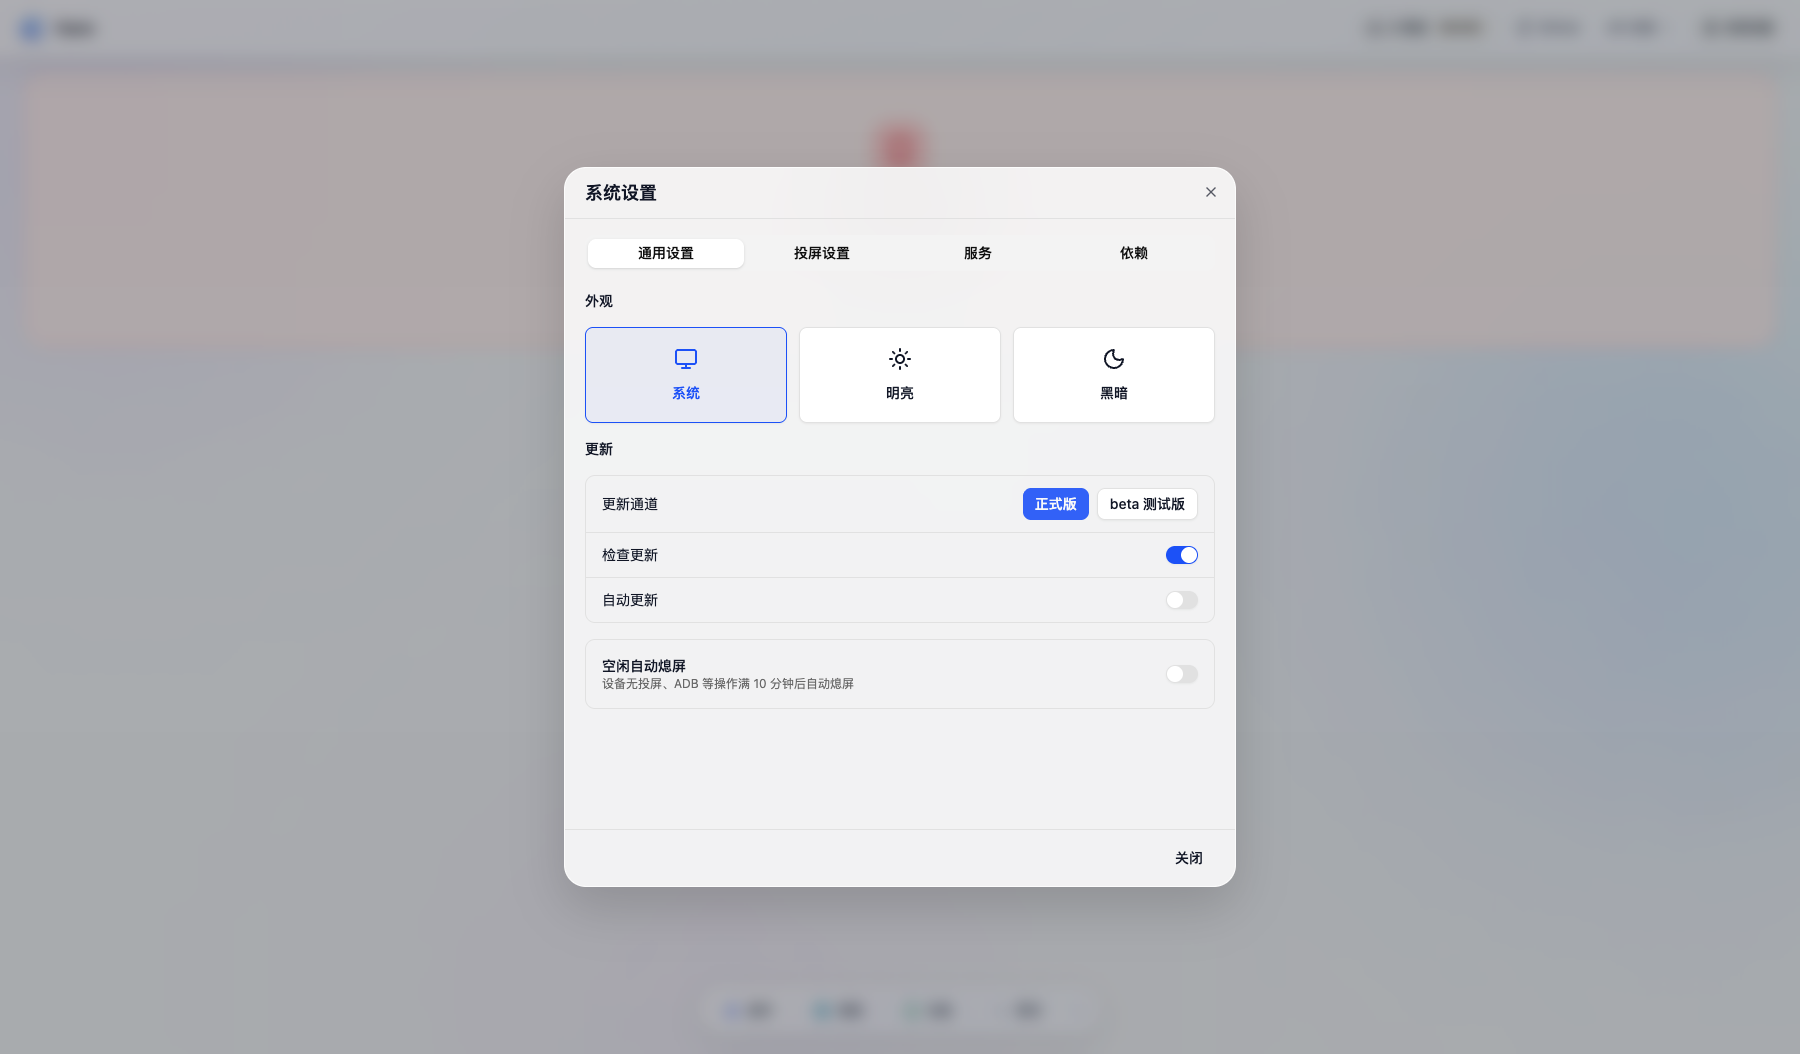 系统设置
通用设置 投屏设置 服务 依赖
外观
系统 明亮 黑暗
更新
更新通道 正式版 beta 测试版
检查更新
自动更新
空闲自动熄屏
设备无投屏、ADB 等操作满 10 分钟后自动熄屏
关闭